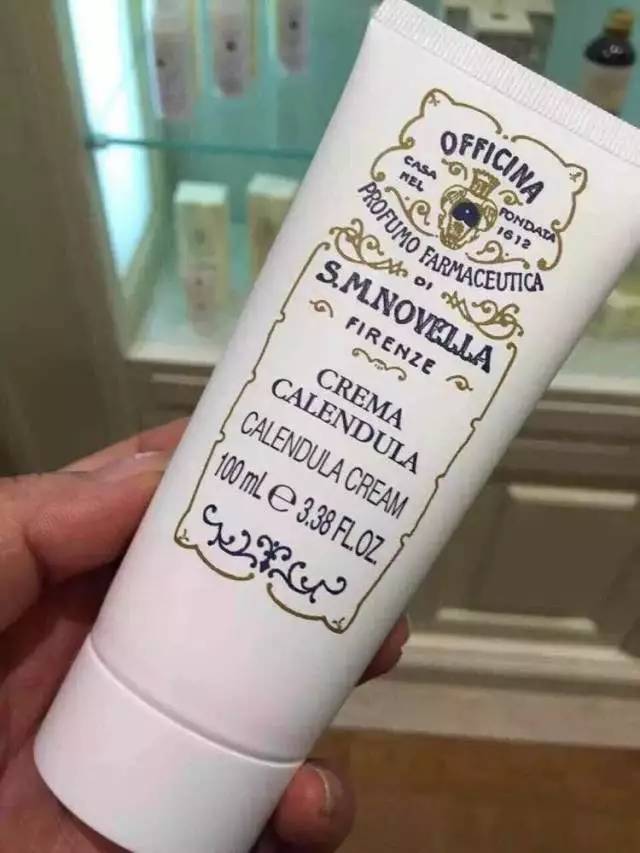 OFFICINA
CASA NEL FONDATA 1612
PROFUMO FARMACEUTICA
DI
S.M.NOVELLA
FIRENZE
CREMA
CALENDULA
CALENDULA CREAM
100 mL ℮ 3.38 FL.OZ.